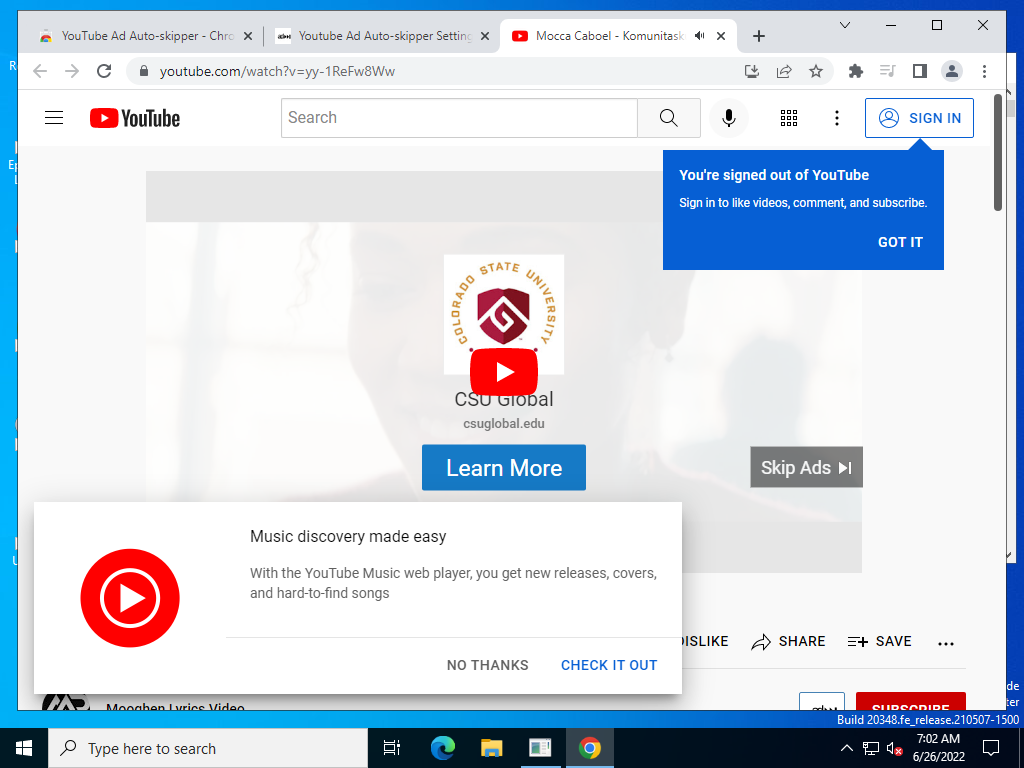 YouTube Ad Auto-skipper - Chro
Youtube Ad Auto-skipper Setting
Mocca Caboel - Komunitask
youtube.com/watch?v=yy-1ReFw8Ww
YouTube
Search
SIGN IN
You're signed out of YouTube
Sign in to like videos, comment, and subscribe.
GOT IT
COLORADO STATE UNIVERSITY
CSU Global
csuglobal.edu
Learn More
Skip Ads
Music discovery made easy
With the YouTube Music web player, you get new releases, covers,
and hard-to-find songs
NO THANKS
CHECK IT OUT
DISLIKE
SHARE
SAVE
Mooghen Lyrics Video
SUBSCRIBE
Build 20348.fe_release.210507-1500
Type here to search
7:02 AM
6/26/2022